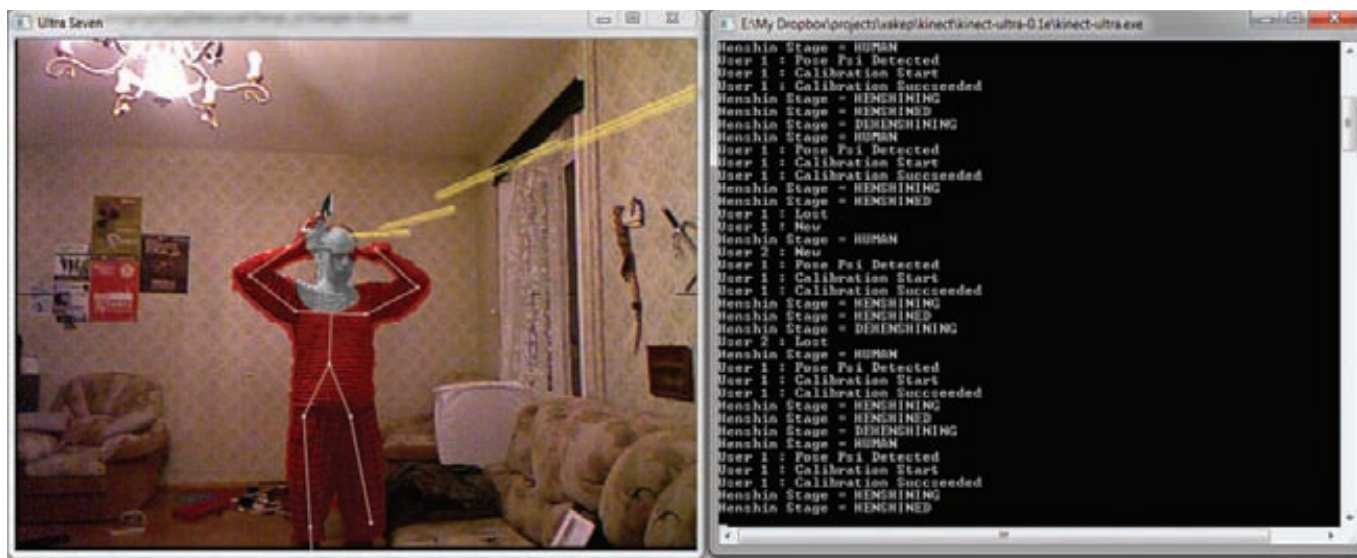 Ultra Seven
E:\My Dropbox\projects\vakep\kinect\kinect-ultra-0.1e\kinect-ultra.exe
Henshin Stage = HUMAN
User 1 : Pose Psi Detected
User 1 : Calibration Start
User 1 : Calibration Succseeded
Henshin Stage = HENSHINING
Henshin Stage = HENSHINED
Henshin Stage = DEHENSHINING
Henshin Stage = HUMAN
User 1 : Pose Psi Detected
User 1 : Calibration Start
User 1 : Calibration Succseeded
Henshin Stage = HENSHINING
Henshin Stage = HENSHINED
User 1 : Lost
User 1 : New
Henshin Stage = HUMAN
User 2 : New
User 1 : Pose Psi Detected
User 1 : Calibration Start
User 1 : Calibration Succseeded
Henshin Stage = HENSHINING
Henshin Stage = HENSHINED
Henshin Stage = DEHENSHINING
User 2 : Lost
Henshin Stage = HUMAN
User 1 : Pose Psi Detected
User 1 : Calibration Start
User 1 : Calibration Succseeded
Henshin Stage = HENSHINING
Henshin Stage = HENSHINED
Henshin Stage = DEHENSHINING
Henshin Stage = HUMAN
User 1 : Pose Psi Detected
User 1 : Calibration Start
User 1 : Calibration Succseeded
Henshin Stage = HENSHINING
Henshin Stage = HENSHINED